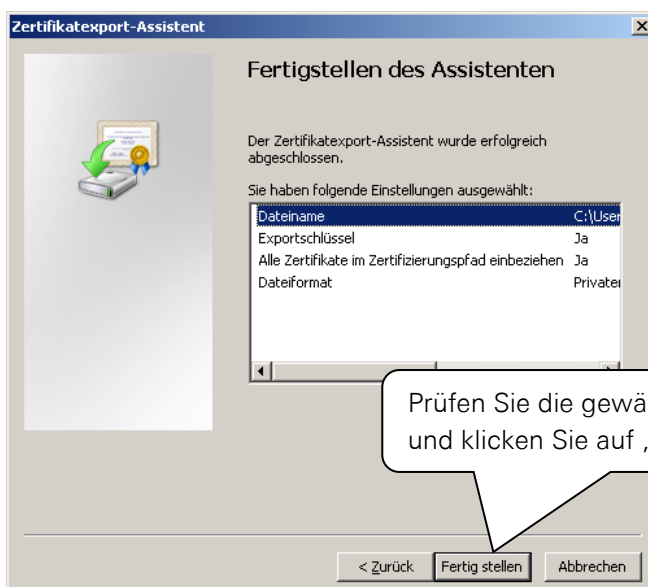 Zertifikatexport-Assistent
Fertigstellen des Assistenten
Der Zertifikatexport-Assistent wurde erfolgreich
abgeschlossen.
Sie haben folgende Einstellungen ausgewählt:
Dateiname C:\User
Exportschlüssel Ja
Alle Zertifikate im Zertifizierungspfad einbeziehen Ja
Dateiformat
Prüfen Sie die
und klicken Sie auf „
< Zurück Fertig stellen Abbrechen